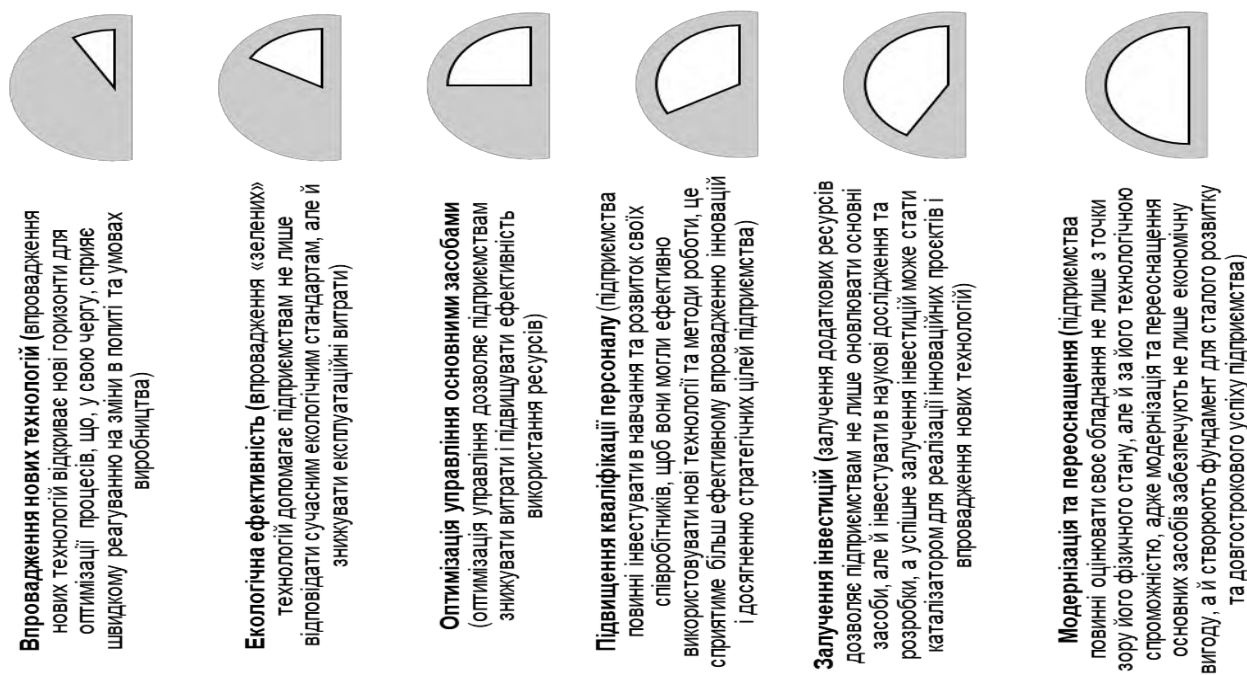 Впровадження нових технологій (впровадження
нових технологій відкриває нові горизонти для
оптимізації процесів, що, у свою чергу, сприяє
швидкому реагуванню на зміни в попиті та умовах
виробництва)
Екологічна ефективність (впровадження «зелених»
технологій допомагає підприємствам не лише
відповідати сучасним екологічним стандартам, але й
знижувати експлуатаційні витрати)
Оптимізація управління основними засобами
(оптимізація управління дозволяє підприємствам
знижувати витрати і підвищувати ефективність
використання ресурсів)
Підвищення кваліфікації персоналу (підприємства
повинні інвестувати в навчання та розвиток своїх
співробітників, щоб вони могли ефективно
використовувати нові технології та методи роботи, це
сприятиме більш ефективному впровадженню інновацій
і досягненню стратегічних цілей підприємства)
Залучення інвестицій (залучення додаткових ресурсів
дозволяє підприємствам не лише оновлювати основні
засоби, але й інвестувати в наукові дослідження та
розробки, а успішне залучення інвестицій може стати
каталізатором для реалізації інноваційних проєктів і
впровадження нових технологій)
Модернізація та переоснащення (підприємства
повинні оцінювати своє обладнання не лише з точки
зору його фізичного стану, але й за його технологічною
спроможністю, адже модернізація та переоснащення
основних засобів забезпечують не лише економічну
вигоду, а й створюють фундамент для сталого розвитку
та довгострокового успіху підприємства)